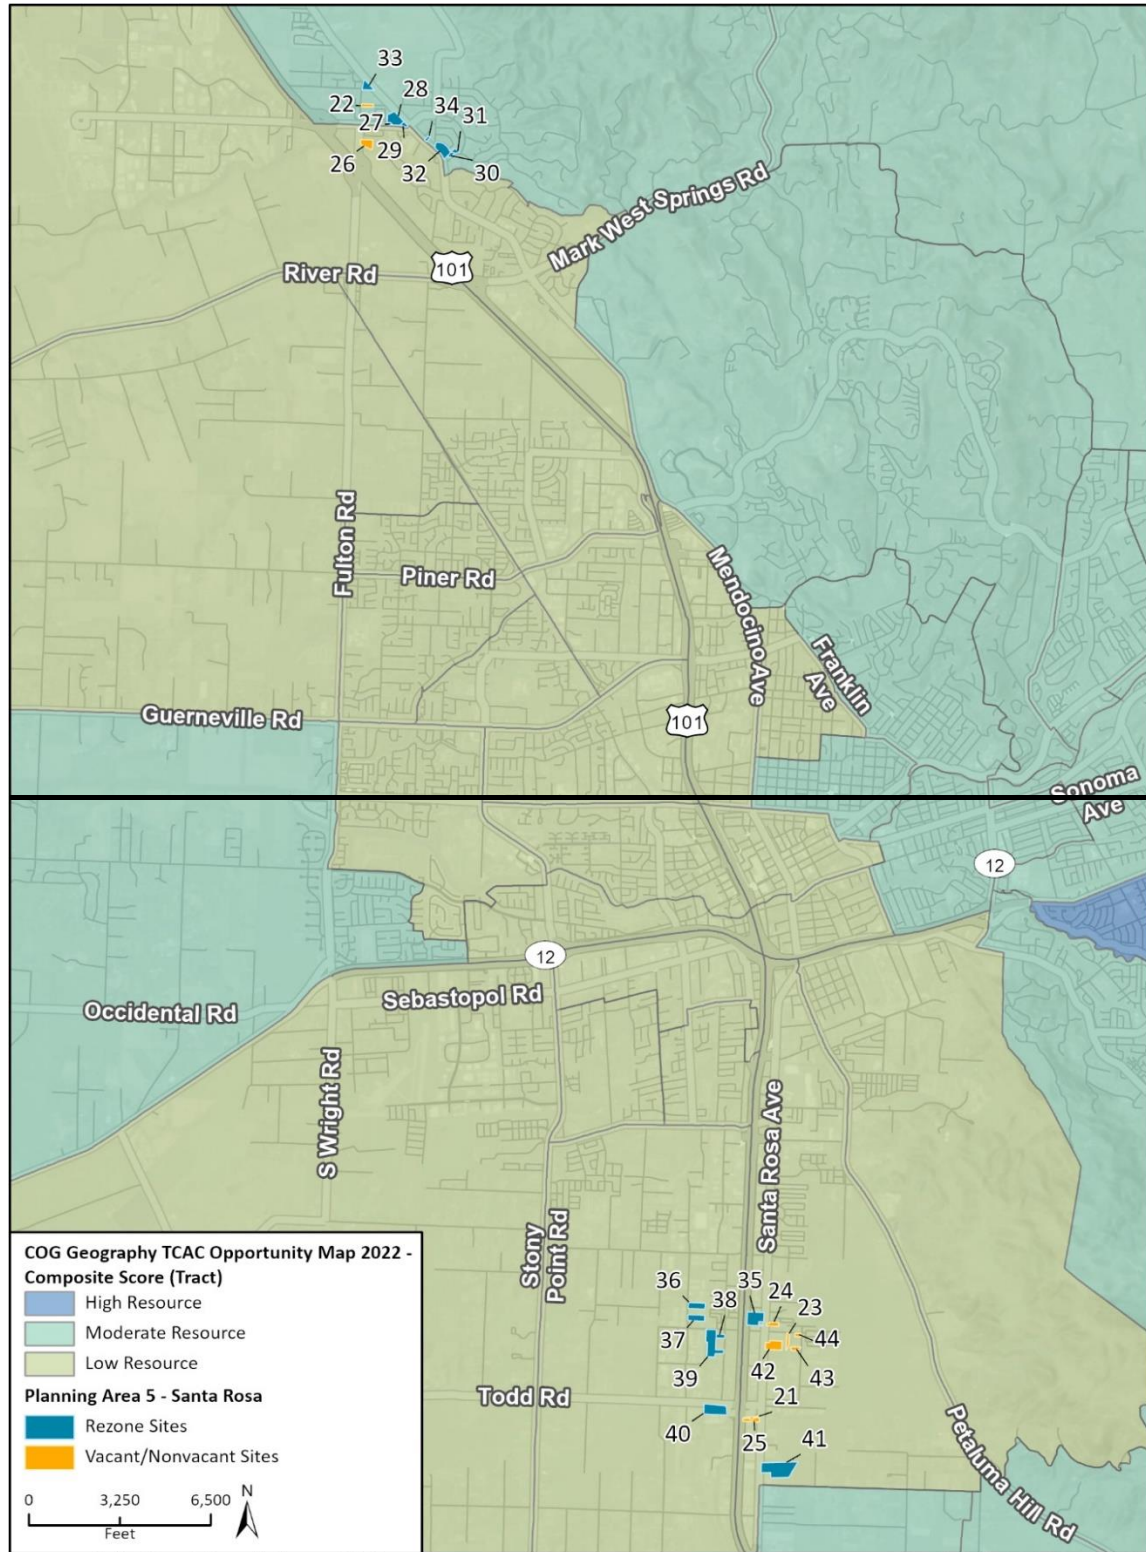 33
28
22
34
31
27
29
26
32
30
Mark West Springs Rd
River Rd
101
Fulton Rd
Piner Rd
Mendocino Ave
Franklin
Ave
Guerneville Rd
101
Sonoma
Ave
12
12
Sebastopol Rd
Occidental Rd
S Wright Rd
Santa Rosa Ave
Stony
Point Rd
36
35
38
24
23
37
44
39
42
43
Todd Rd
40
21
25
41
Petaluma Hill Rd
COG Geography TCAC Opportunity Map 2022 -
Composite Score (Tract)
High Resource
Moderate Resource
Low Resource
Planning Area 5 - Santa Rosa
Rezone Sites
Vacant/Nonvacant Sites
0 3,250 6,500
Feet
N